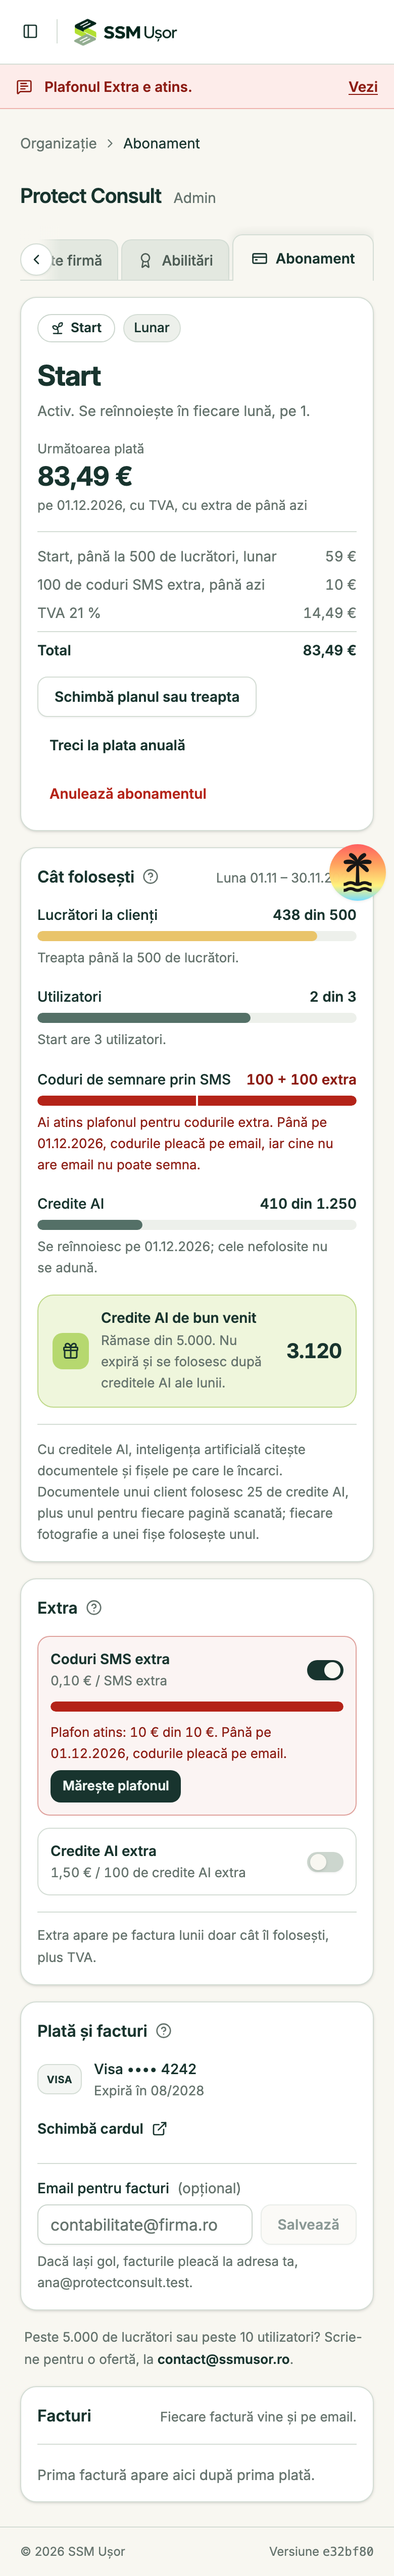 SSM Ușor
Plafonul Extra e atins. Vezi
Organizație > Abonament
Protect Consult Admin
te firmă Abilități Abonament
Start Lunar
Start
Activ. Se reînnoiește în fiecare lună, pe 1.
Următoarea plată
83,49 €
pe 01.12.2026, cu TVA, cu extra de până azi
Start, până la 500 de lucrători, lunar 59 €
100 de coduri SMS extra, până azi 10 €
TVA 21 % 14,49 €
Total 83,49 €
Schimbă planul sau treapta
Treci la plata anuală
Anulează abonamentul
Cât folosești Luna 01.11 – 30.11.2
Lucrători la clienți 438 din 500
Treapta până la 500 de lucrători.
Utilizatori 2 din 3
Start are 3 utilizatori.
Coduri de semnare prin SMS 100 + 100 extra
Ai atins plafonul pentru codurile extra. Până pe
01.12.2026, codurile pleacă pe email, iar cine nu
are email nu poate semna.
Credite AI 410 din 1.250
Se reînnoiesc pe 01.12.2026; cele nefolosite nu
se adună.
Credite AI de bun venit
Rămase din 5.000. Nu
expiră și se folosesc după
creditele AI ale lunii.
3.120
Cu creditele AI, inteligența artificială citește
documentele și fișele pe care le încarci.
Documentele unui client folosesc 25 de credite AI,
plus unul pentru fiecare pagină scanată; fiecare
fotografie a unei fișe folosește unul.
Extra
Coduri SMS extra
0,10 € / SMS extra
Plafon atins: 10 € din 10 €. Până pe
01.12.2026, codurile pleacă pe email.
Mărește plafonul
Credite AI extra
1,50 € / 100 de credite AI extra
Extra apare pe factura lunii doar cât îl folosești,
plus TVA.
Plată și facturi
VISA Visa •••• 4242
Expiră în 08/2028
Schimbă cardul
Email pentru facturi (opțional)
contabilitate@firma.ro Salvează
Dacă lași gol, facturile pleacă la adresa ta,
ana@protectconsult.test.
Peste 5.000 de lucrători sau peste 10 utilizatori? Scrie-
ne pentru o ofertă, la contact@ssmusor.ro.
Facturi Fiecare factură vine și pe email.
Prima factură apare aici după prima plată.
© 2026 SSM Ușor Versiune e32bf80